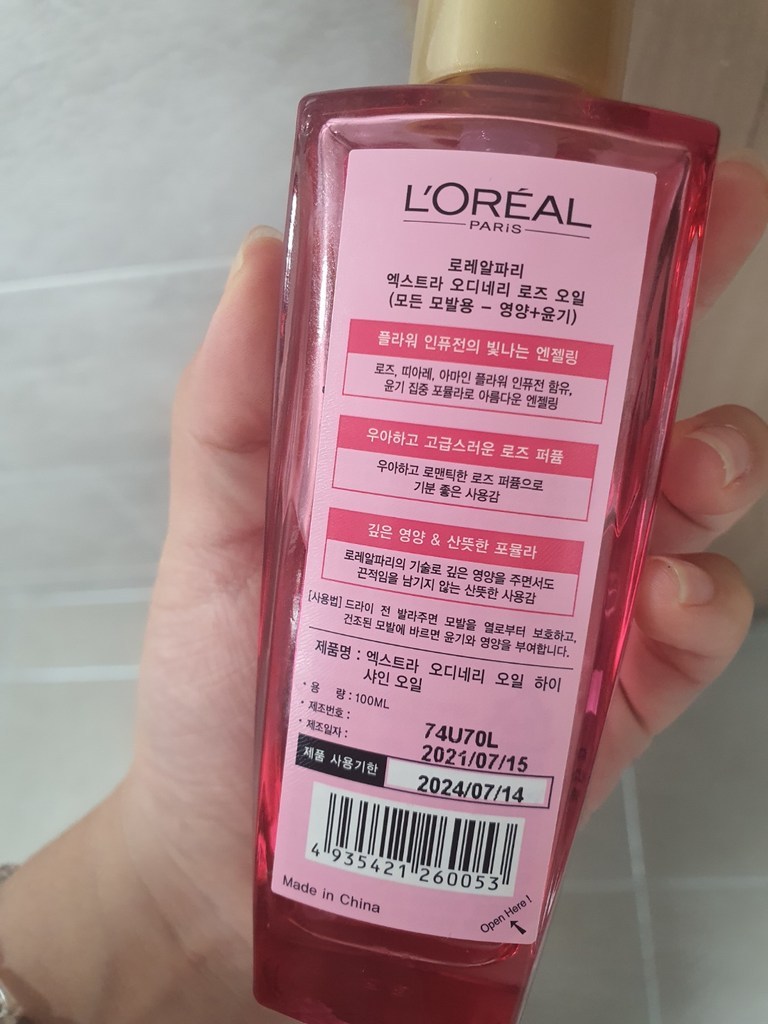 L'ORÉAL
PARIS
로레알파리
엑스트라 오디네리 로즈 오일
(모든 모발용 - 영양+윤기)
플라워 인퓨전의 빛나는 엔젤링
로즈, 띠아레, 아마인 플라워 인퓨전 함유,
윤기 집중 포뮬라로 아름다운 엔젤링
우아하고 고급스러운 로즈 퍼퓸
우아하고 로맨틱한 로즈 퍼퓸으로
기분 좋은 사용감
깊은 영양 & 산뜻한 포뮬라
로레알파리의 기술로 깊은 영양을 주면서도
끈적임을 남기지 않는 산뜻한 사용감
[사용법] 드라이 전 발라주면 모발을 열로부터 보호하고,
건조된 모발에 바르면 윤기와 영양을 부여합니다.
제품명 : 엑스트라 오디네리 오일 하이
샤인 오일
· 용 량 : 100ML
· 제조번호 : 74U70L
· 제조일자 : 2021/07/15
제품 사용기한 2024/07/14
4 935421 260053
Made in China
Open Here !